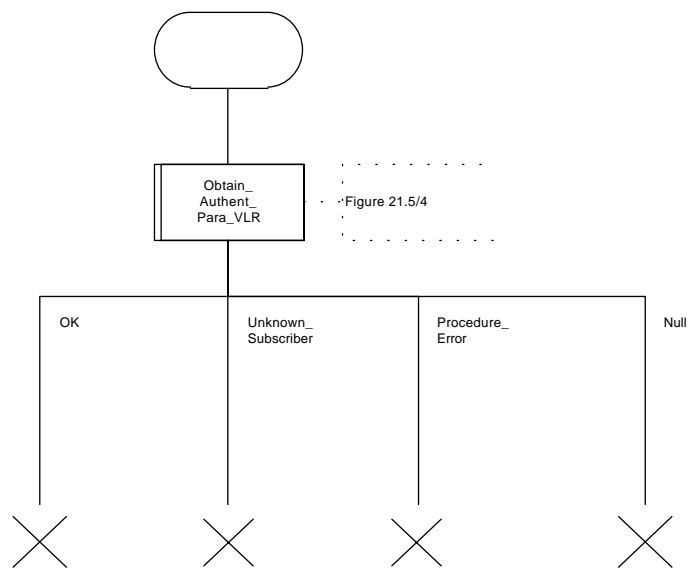 Obtain_
Authent_
Para_VLR
Figure 21.5/4
OK
Unknown_
Subscriber
Procedure_
Error
Null